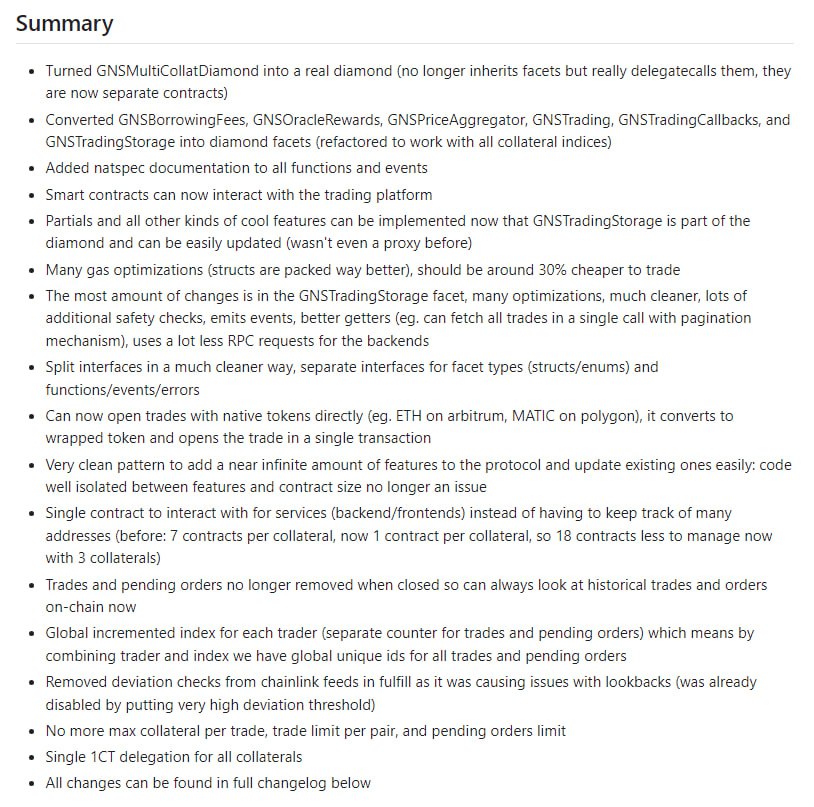 Summary
• Turned GNSMultiCollatDiamond into a real diamond (no longer inherits facets but really delegatecalls them, they
are now separate contracts)
• Converted GNSBorrowingFees, GNSOracleRewards, GNSPriceAggregator, GNSTrading, GNSTradingCallbacks, and
GNSTradingStorage into diamond facets (refactored to work with all collateral indices)
• Added natspec documentation to all functions and events
• Smart contracts can now interact with the trading platform
• Partials and all other kinds of cool features can be implemented now that GNSTradingStorage is part of the
diamond and can be easily updated (wasn't even a proxy before)
• Many gas optimizations (structs are packed way better), should be around 30% cheaper to trade
• The most amount of changes is in the GNSTradingStorage facet, many optimizations, much cleaner, lots of
additional safety checks, emits events, better getters (eg. can fetch all trades in a single call with pagination
mechanism), uses a lot less RPC requests for the backends
• Split interfaces in a much cleaner way, separate interfaces for facet types (structs/enums) and
functions/events/errors
• Can now open trades with native tokens directly (eg. ETH on arbitrum, MATIC on polygon), it converts to
wrapped token and opens the trade in a single transaction
• Very clean pattern to add a near infinite amount of features to the protocol and update existing ones easily: code
well isolated between features and contract size no longer an issue
• Single contract to interact with for services (backend/frontends) instead of having to keep track of many
addresses (before: 7 contracts per collateral, now 1 contract per collateral, so 18 contracts less to manage now
with 3 collaterals)
• Trades and pending orders no longer removed when closed so can always look at historical trades and orders
on-chain now
• Global incremented index for each trader (separate counter for trades and pending orders) which means by
combining trader and index we have global unique ids for all trades and pending orders
• Removed deviation checks from chainlink feeds in fulfill as it was causing issues with lookbacks (was already
disabled by putting very high deviation threshold)
• No more max collateral per trade, trade limit per pair, and pending orders limit
• Single 1CT delegation for all collaterals
• All changes can be found in full changelog below